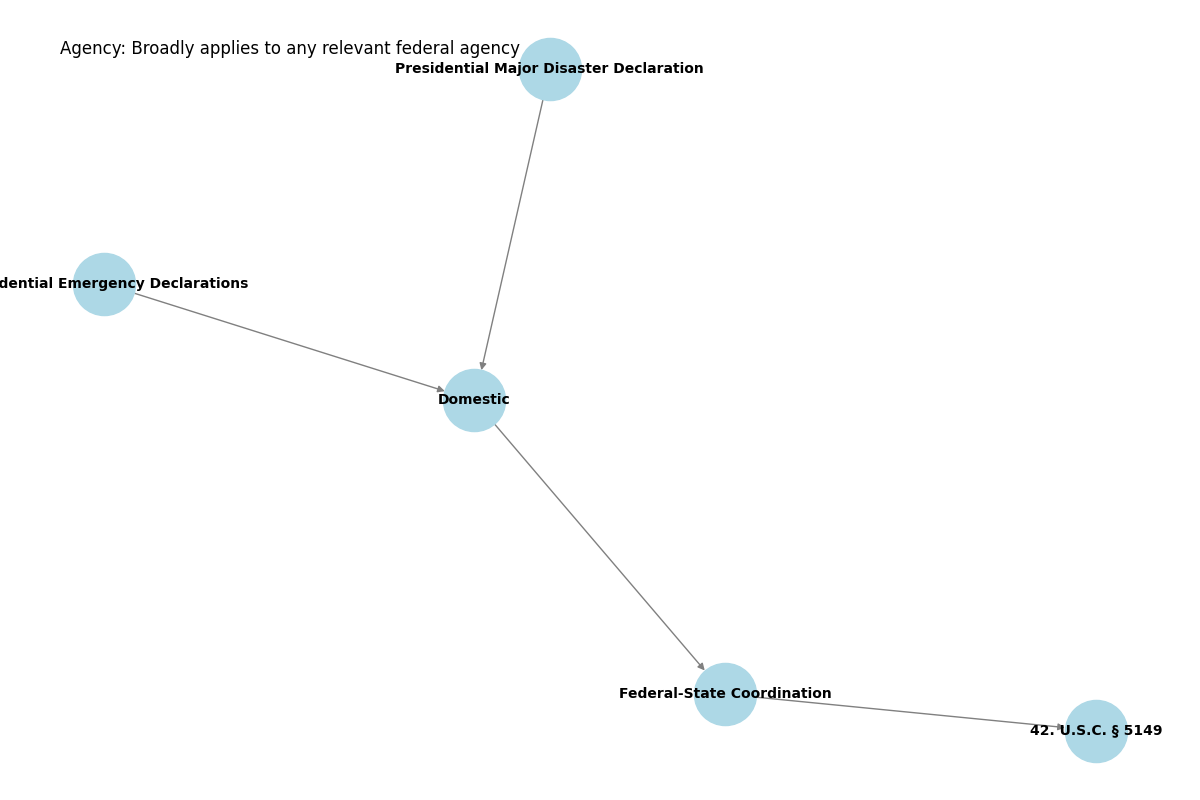 Agency: Broadly applies to any relevant federal agency
Presidential Major Disaster Declaration
dential Emergency Declarations
Domestic
Federal-State Coordination
42. U.S.C. § 5149